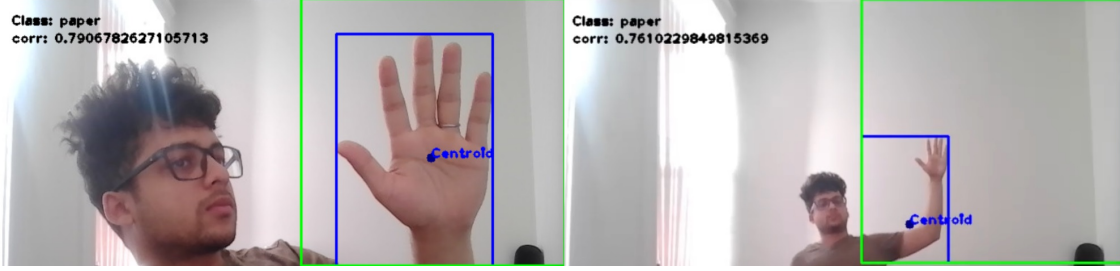 Class: paper
corr: 0.7906782627105713
Centroid
Class: paper
corr: 0.7610229849815369
Centroid